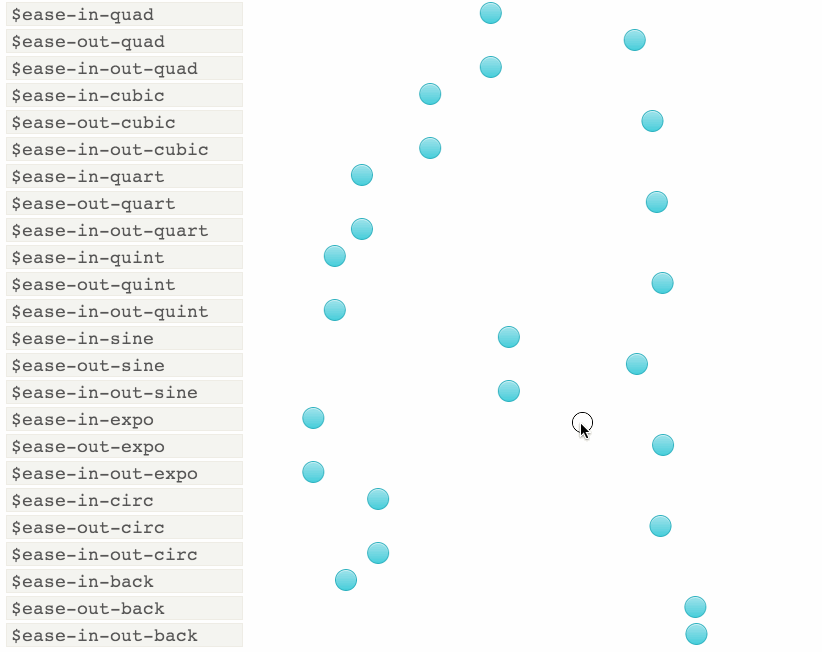 $ease-in-quad
$ease-out-quad
$ease-in-out-quad
$ease-in-cubic
$ease-out-cubic
$ease-in-out-cubic
$ease-in-quart
$ease-out-quart
$ease-in-out-quart
$ease-in-quint
$ease-out-quint
$ease-in-out-quint
$ease-in-sine
$ease-out-sine
$ease-in-out-sine
$ease-in-expo
$ease-out-expo
$ease-in-out-expo
$ease-in-circ
$ease-out-circ
$ease-in-out-circ
$ease-in-back
$ease-out-back
$ease-in-out-back